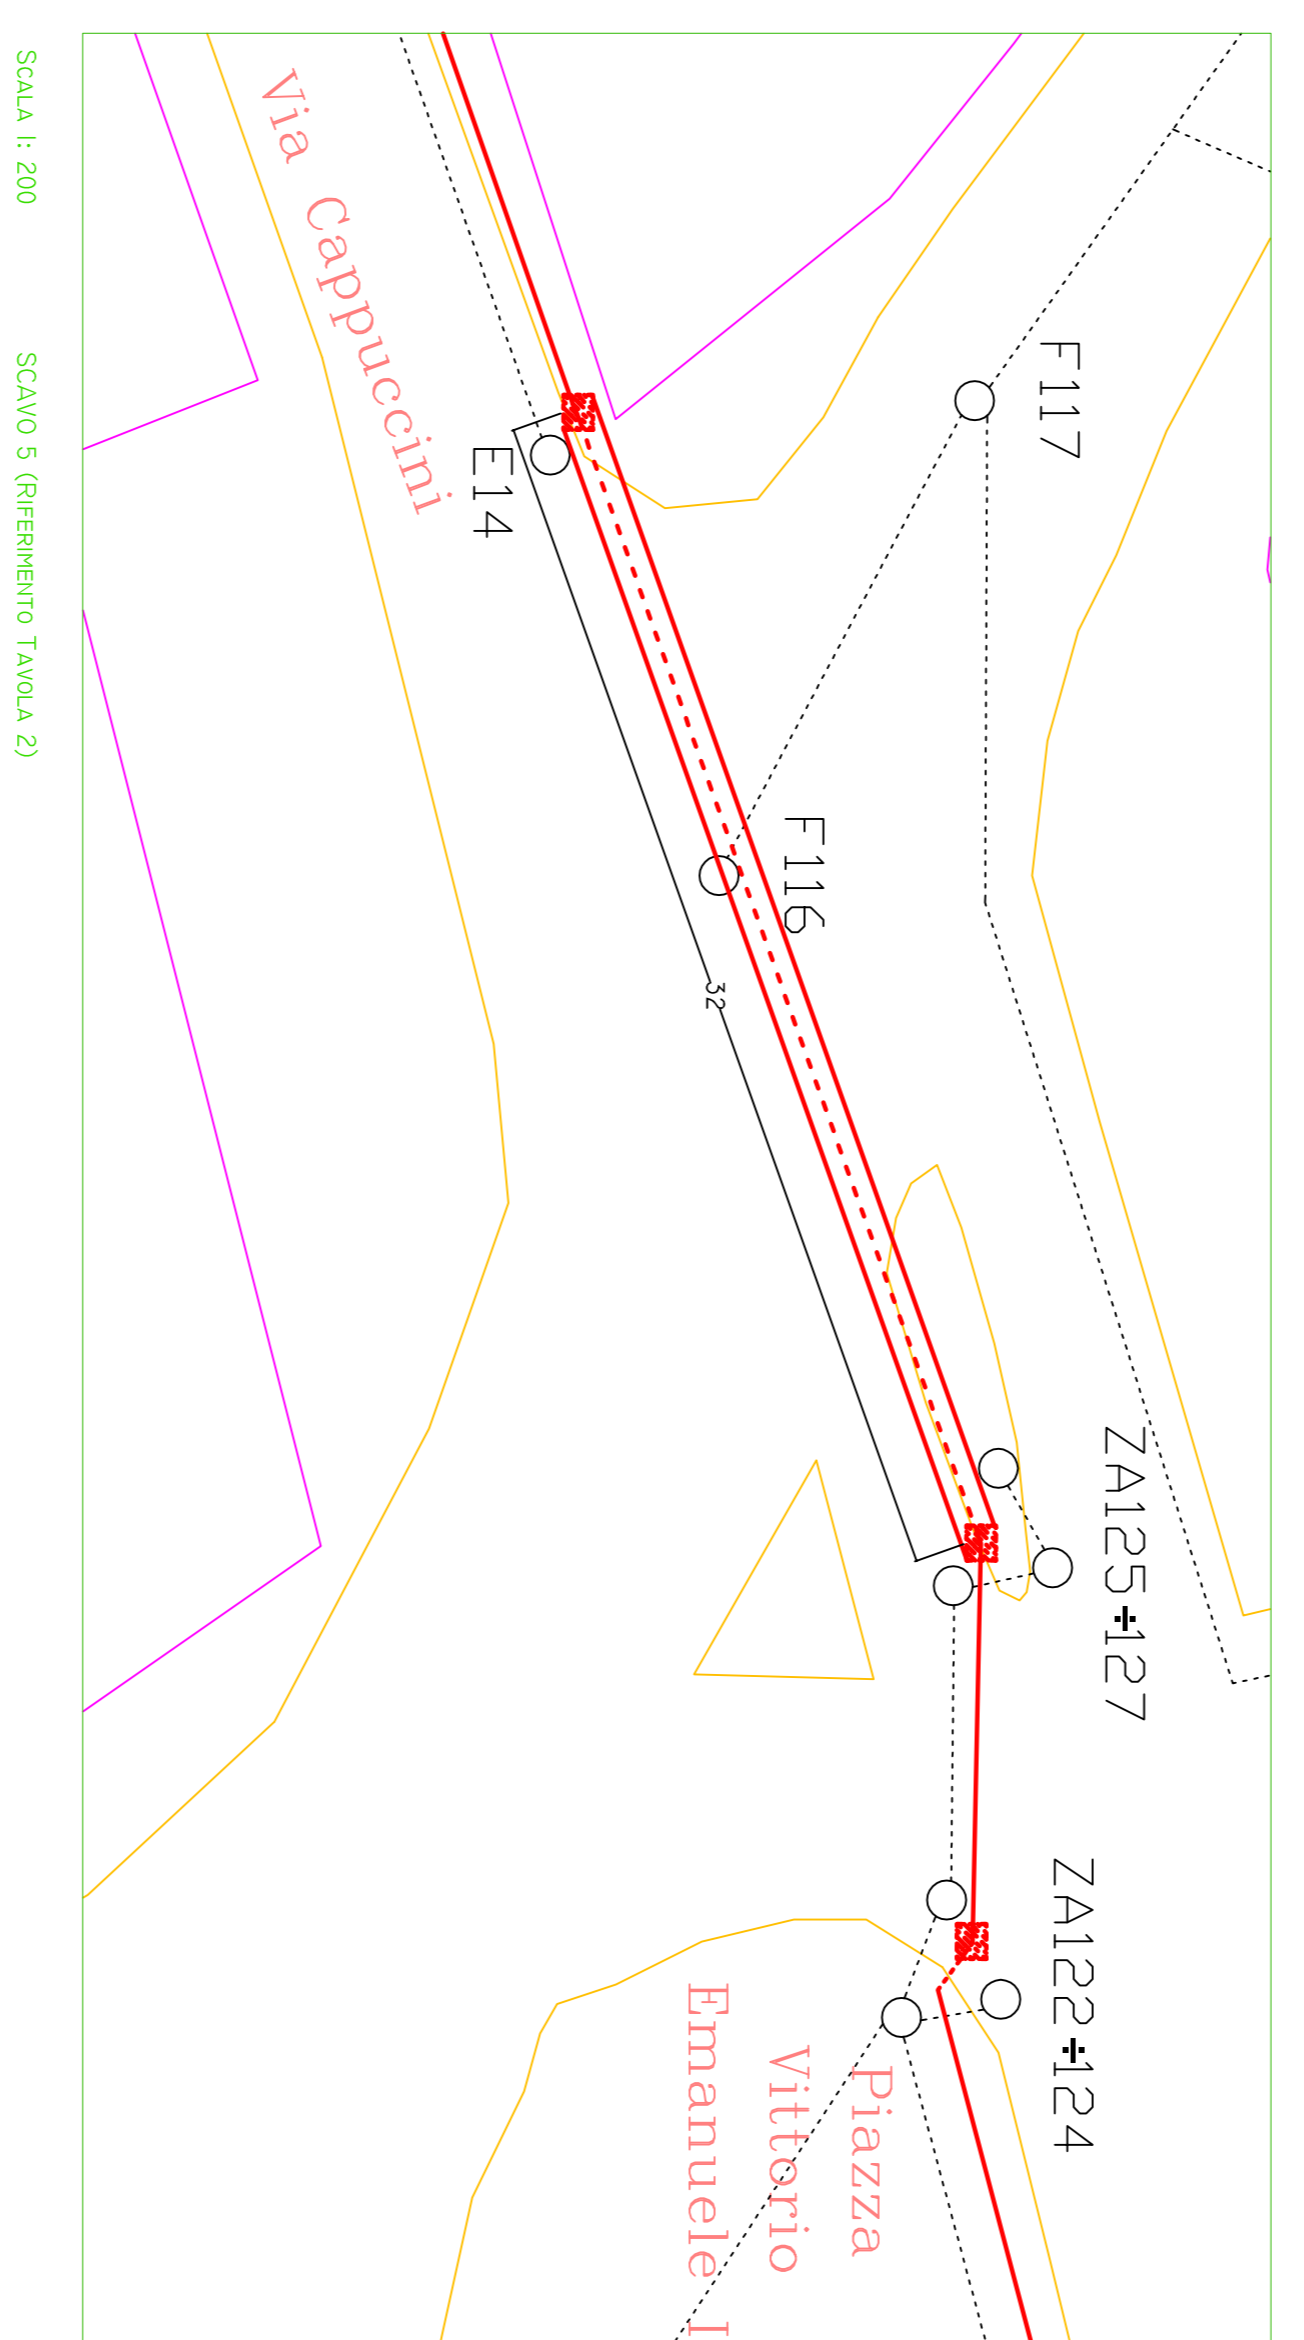 SCALA 1: 200
SCAVO 5 (RIFERIMENTO TAVOLA 2)
Via Cappuccini
E14
F117
F116
32
ZA125÷127
ZA122÷124
Piazza
Vittorio
Emanuele I